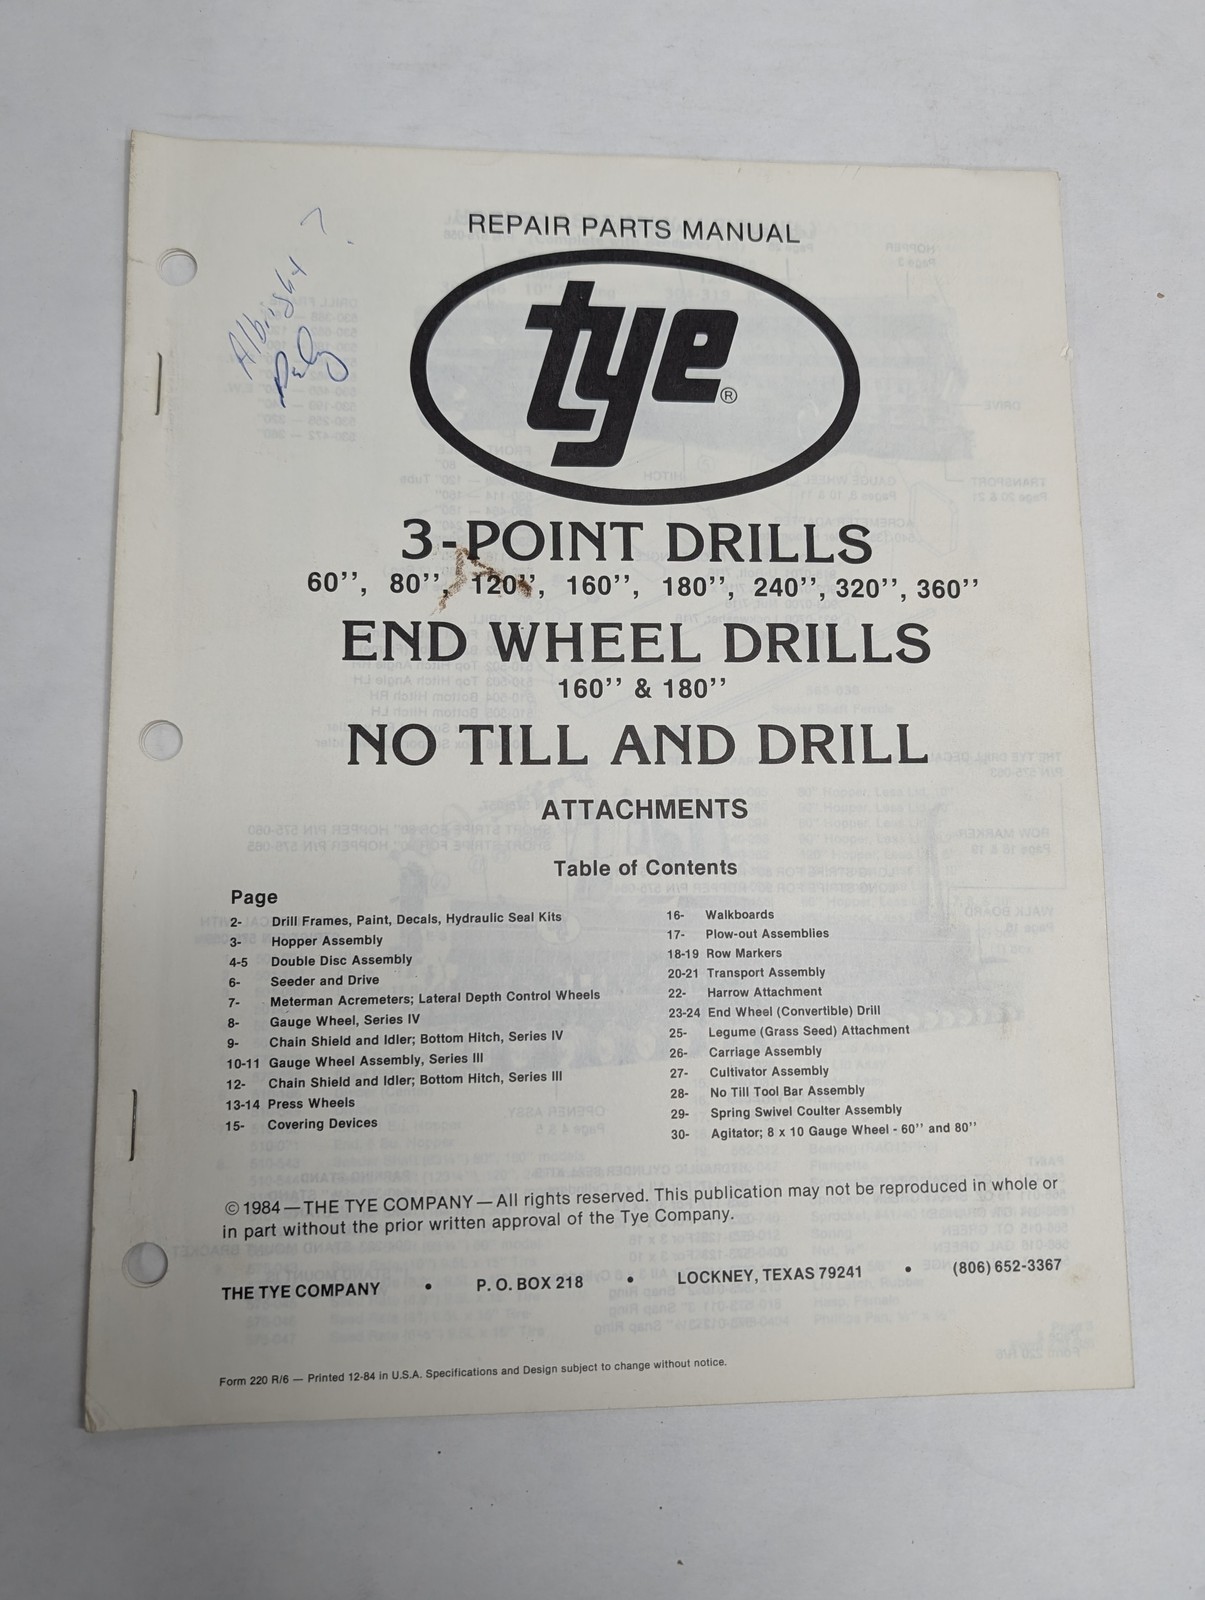 REPAIR PARTS MANUAL
tye®
3-POINT DRILLS
60'', 80'', 120'', 160'', 180'', 240'', 320'', 360''
END WHEEL DRILLS
160'' & 180''
NO TILL AND DRILL
ATTACHMENTS
Table of Contents
Page
2- Drill Frames, Paint, Decals, Hydraulic Seal Kits
3- Hopper Assembly
4-5 Double Disc Assembly
6- Seeder and Drive
7- Meterman Acremeters; Lateral Depth Control Wheels
8- Gauge Wheel, Series IV
9- Chain Shield and Idler; Bottom Hitch, Series IV
10-11 Gauge Wheel Assembly, Series III
12- Chain Shield and Idler; Bottom Hitch, Series III
13-14 Press Wheels
15- Covering Devices
16- Walkboards
17- Plow-out Assemblies
18-19 Row Markers
20-21 Transport Assembly
22- Harrow Attachment
23-24 End Wheel (Convertible) Drill
25- Legume (Grass Seed) Attachment
26- Carriage Assembly
27- Cultivator Assembly
28- No Till Tool Bar Assembly
29- Spring Swivel Coulter Assembly
30- Agitator; 8 x 10 Gauge Wheel - 60'' and 80''
©1984—THE TYE COMPANY—All rights reserved. This publication may not be reproduced in whole or
in part without the prior written approval of the Tye Company.
THE TYE COMPANY • P. O. BOX 218 • LOCKNEY, TEXAS 79241 • (806) 652-3367
Form 220 R/6 — Printed 12-84 in U.S.A. Specifications and Design subject to change without notice.